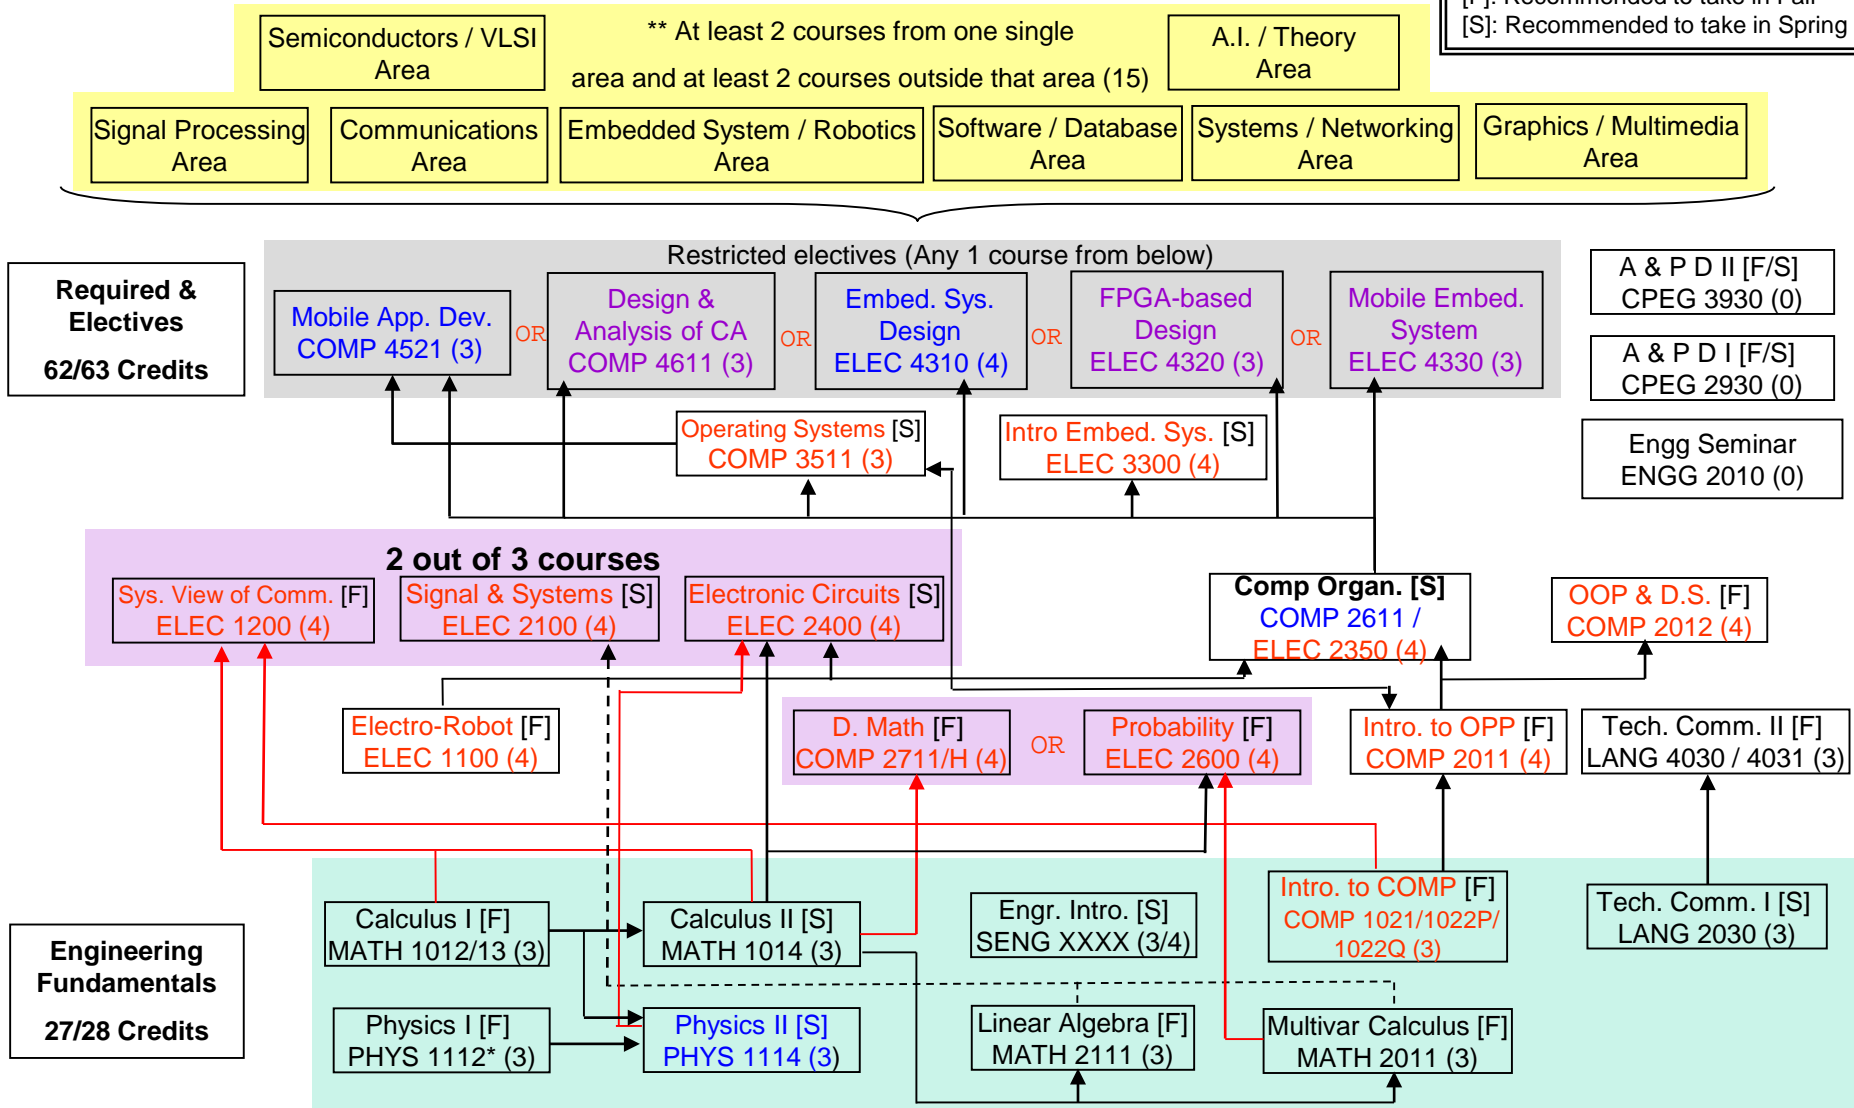 [F]: Recommended to take in Fall
[S]: Recommended to take in Spring
Semiconductors / VLSI
Area
** At least 2 courses from one single
area and at least 2 courses outside that area (15)
A.I. / Theory
Area
Signal Processing
Area
Communications
Area
Embedded System / Robotics
Area
Software / Database
Area
Systems / Networking
Area
Graphics / Multimedia
Area
Required &
Electives
62/63 Credits
Restricted electives (Any 1 course from below)
Mobile App. Dev.
COMP 4521 (3)
OR
Design &
Analysis of CA
COMP 4611 (3)
OR
Embed. Sys.
Design
ELEC 4310 (4)
OR
FPGA-based
Design
ELEC 4320 (3)
OR
Mobile Embed.
System
ELEC 4330 (3)
A & P D II [F/S]
CPEG 3930 (0)
A & P D I [F/S]
CPEG 2930 (0)
Engg Seminar
ENGG 2010 (0)
Operating Systems [S]
COMP 3511 (3)
Intro Embed. Sys. [S]
ELEC 3300 (4)
2 out of 3 courses
Sys. View of Comm. [F]
ELEC 1200 (4)
Signal & Systems [S]
ELEC 2100 (4)
Electronic Circuits [S]
ELEC 2400 (4)
Comp Organ. [S]
COMP 2611 /
ELEC 2350 (4)
OOP & D.S. [F]
COMP 2012 (4)
Electro-Robot [F]
ELEC 1100 (4)
D. Math [F]
COMP 2711/H (4)
OR
Probability [F]
ELEC 2600 (4)
Intro. to OPP [F]
COMP 2011 (4)
Tech. Comm. II [F]
LANG 4030 / 4031 (3)
Engineering
Fundamentals
27/28 Credits
Calculus I [F]
MATH 1012/13 (3)
Calculus II [S]
MATH 1014 (3)
Engr. Intro. [S]
SENG XXXX (3/4)
Intro. to COMP [F]
COMP 1021/1022P/
1022Q (3)
Tech. Comm. I [S]
LANG 2030 (3)
Physics I [F]
PHYS 1112* (3)
Physics II [S]
PHYS 1114 (3)
Linear Algebra [F]
MATH 2111 (3)
Multivar Calculus [F]
MATH 2011 (3)